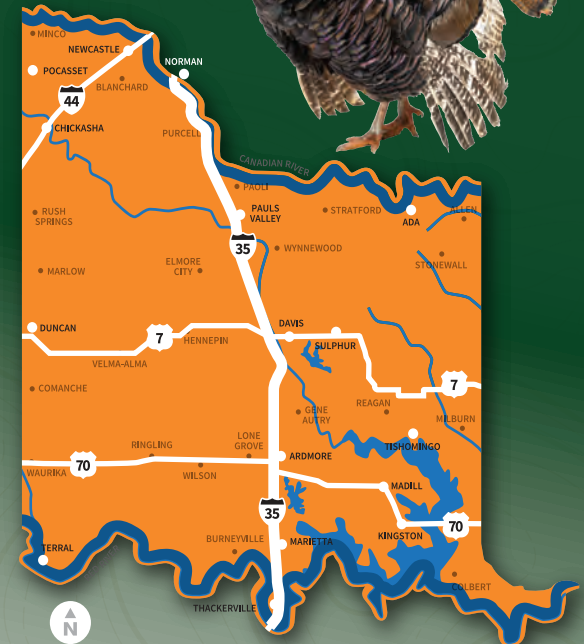 MINCO
NEWCASTLE
NORMAN
POCASSET
BLANCHARD
44
CHICKASHA
PURCELL
CANADIAN RIVER
PAOLI
RUSH
SPRINGS
PAULS
VALLEY
STRATFORD
ADA
ALLEN
35
WYNNEWOOD
STONEWALL
MARLOW
ELMORE
CITY
DUNCAN
7
HENNEPIN
DAVIS
SULPHUR
VELMA-ALMA
7
COMANCHE
GENE
AUTRY
REAGAN
MILBURN
RINGLING
LONE
GROVE
TISHOMINGO
WAURIKA
70
WILSON
ARDMORE
MADILL
35
70
KINGSTON
BURNEYVILLE
MARIETTA
TERRAL
COLBERT
THACKERVILLE
N